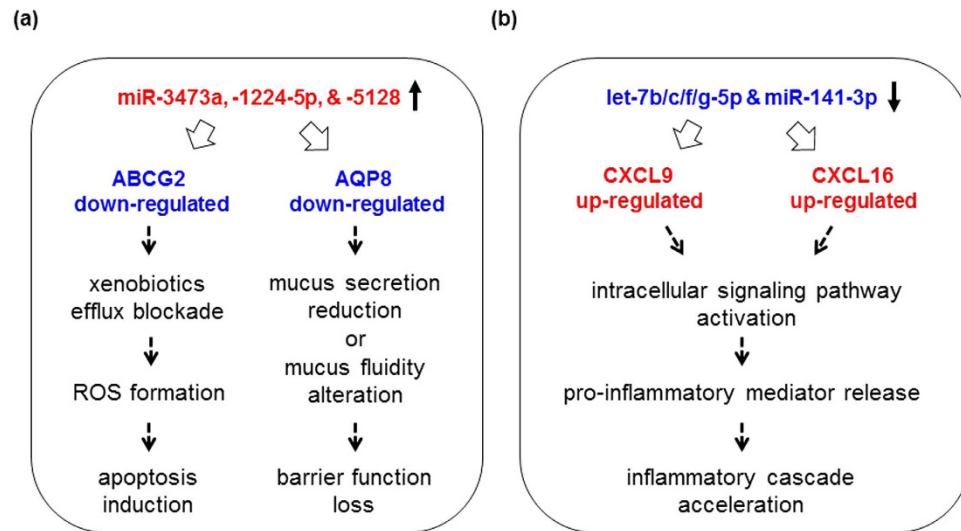 (a)
miR-3473a, -1224-5p, & -5128
ABCG2
down-regulated
AQP8
down-regulated
xenobiotics
efflux blockade
mucus secretion
reduction
or
mucus fluidity
alteration
ROS formation
apoptosis
induction
barrier function
loss
(b)
let-7b/c/f/g-5p & miR-141-3p
CXCL9
up-regulated
CXCL16
up-regulated
intracellular signaling pathway
activation
pro-inflammatory mediator release
inflammatory cascade
acceleration